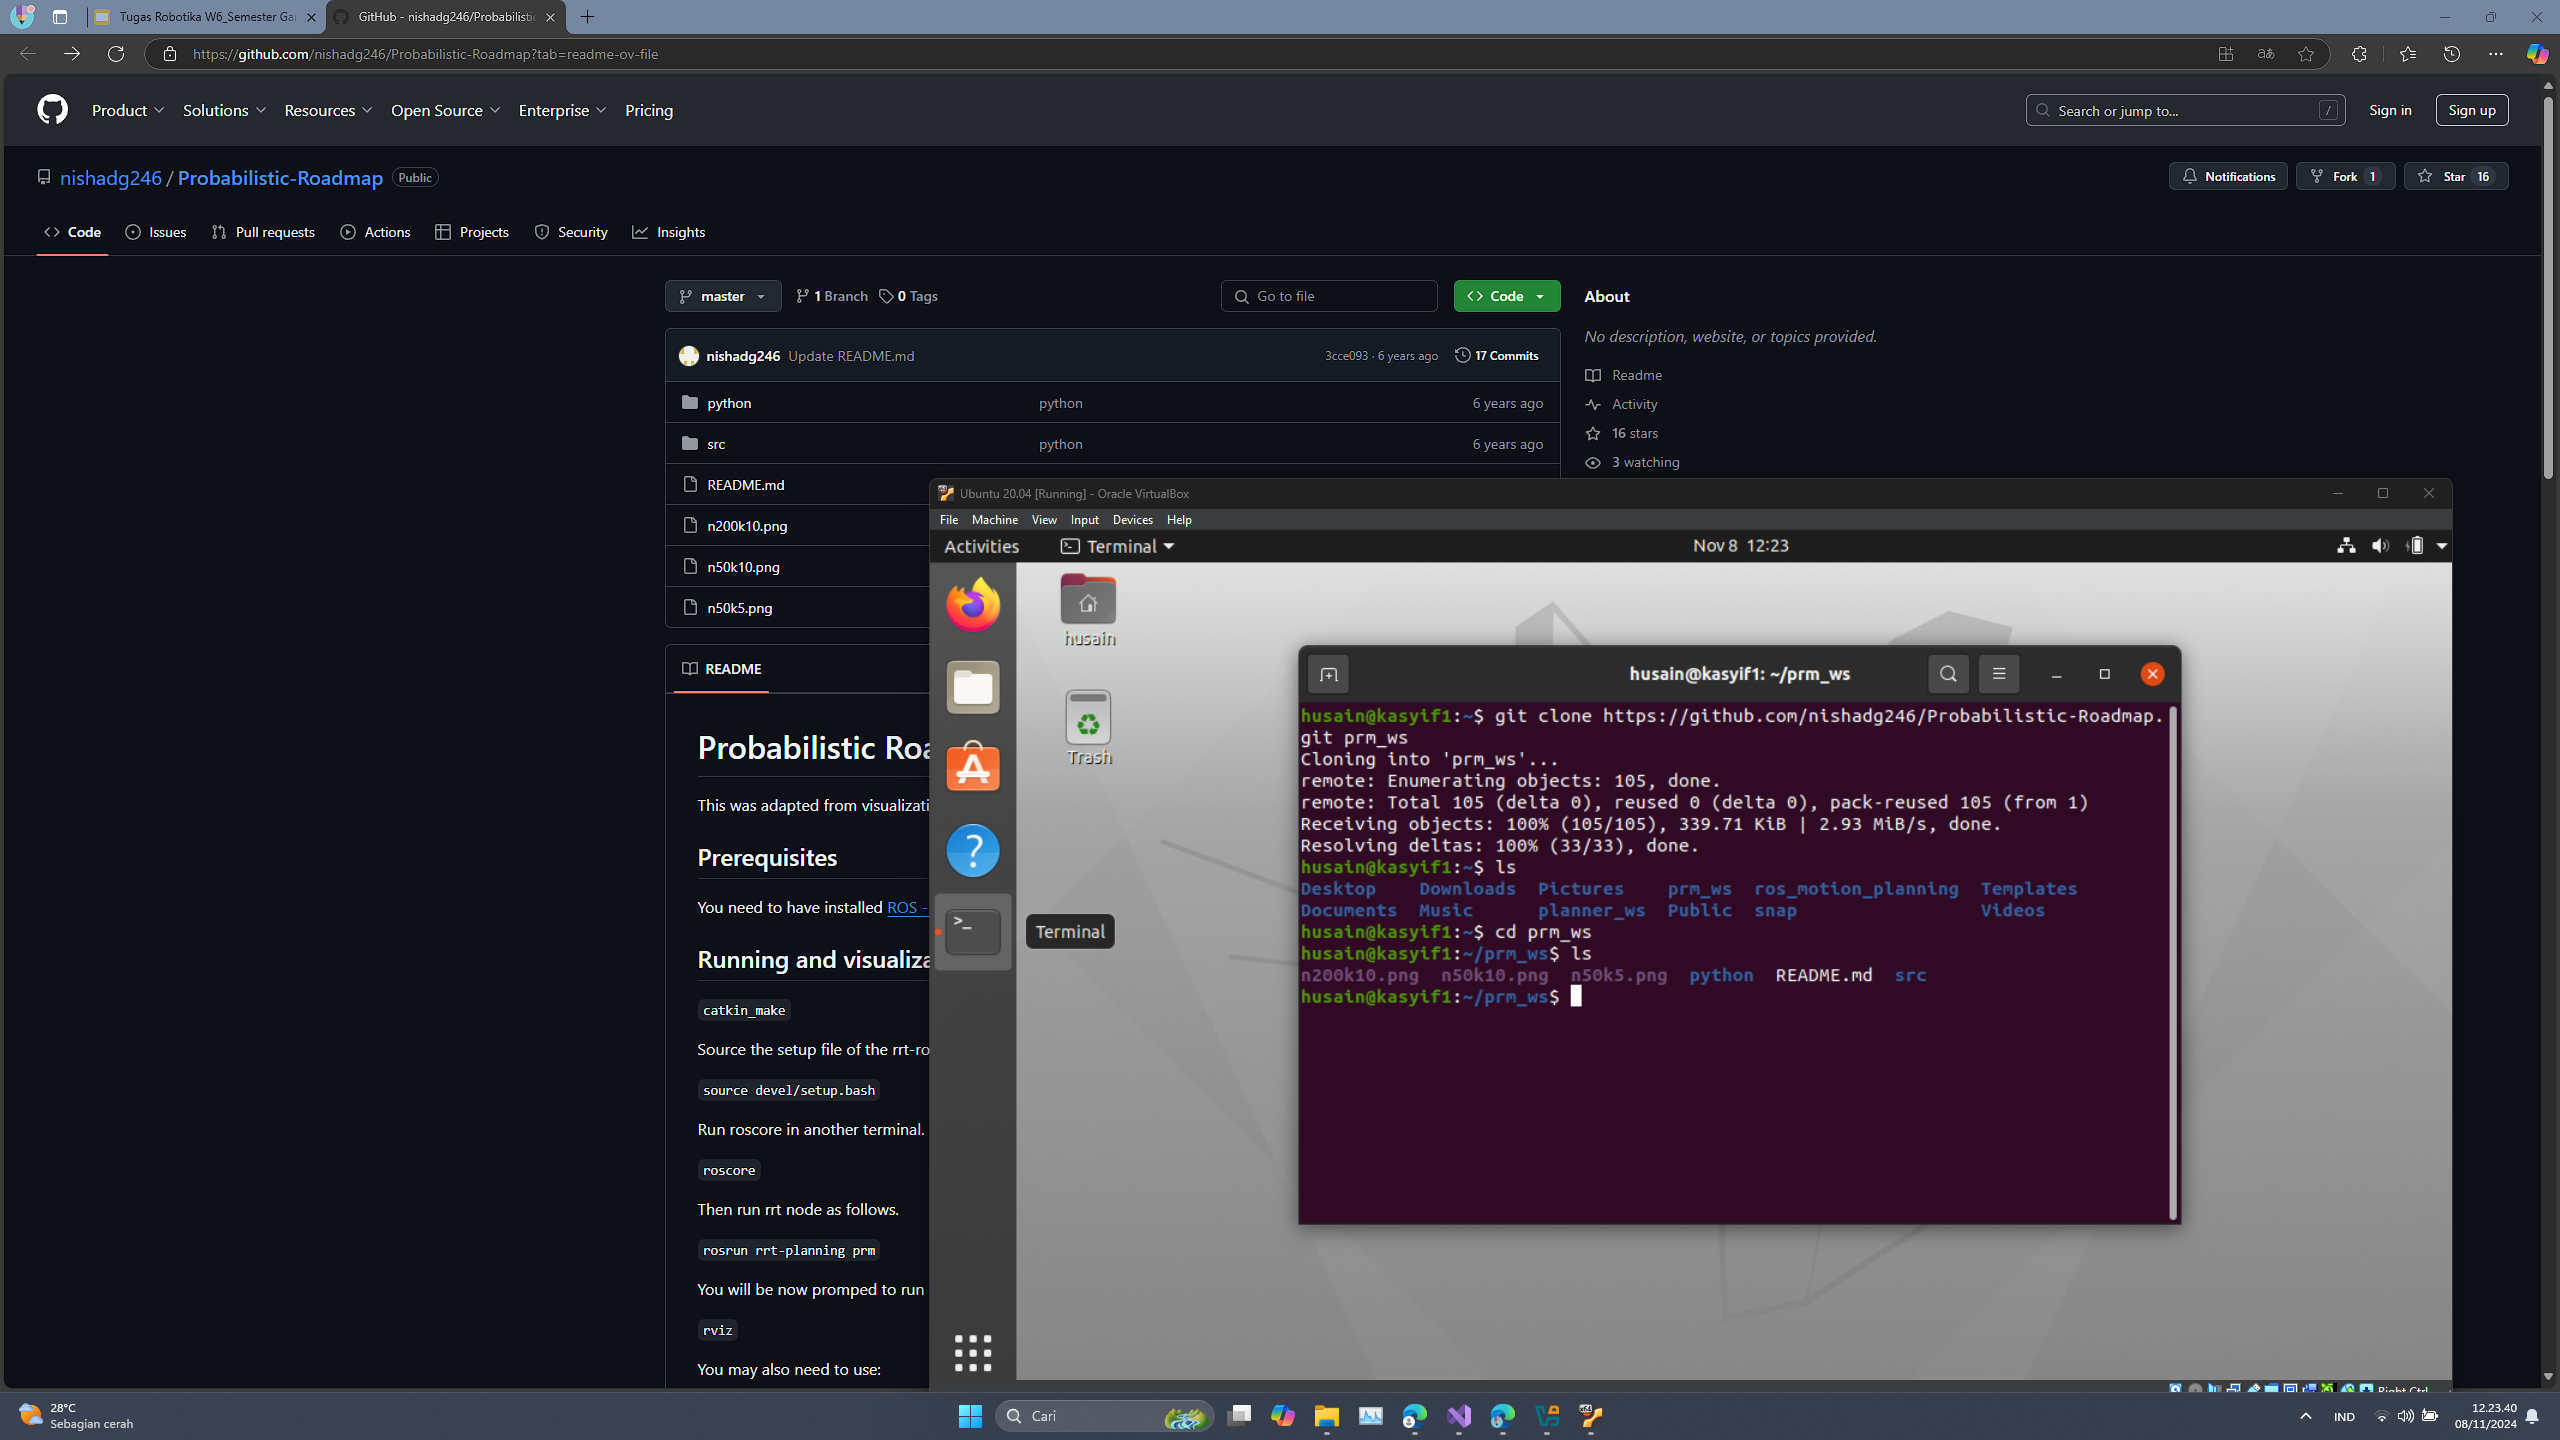 Tugas Robotika W6_Semester Gan
GitHub - nishadg246/Probabilistic
https://github.com/nishadg246/Probabilistic-Roadmap?tab=readme-ov-file
Product Solutions Resources Open Source Enterprise Pricing
Search or jump to... /
Sign in
Sign up
nishadg246 / Probabilistic-Roadmap Public
Notifications
Fork 1
Star 16
Code Issues Pull requests Actions Projects Security Insights
master 1 Branch 0 Tags
Go to file
Code
About
No description, website, or topics provided.
nishadg246 Update README.md 3cce093 · 6 years ago 17 Commits
Readme
python python 6 years ago
Activity
src python 6 years ago
16 stars
3 watching
README.md
n200k10.png
n50k10.png
n50k5.png
README
Probabilistic Roa
This was adapted from visualizati
Prerequisites
You need to have installed ROS -
Running and visualiza
catkin_make
Source the setup file of the rrt-ro
source devel/setup.bash
Run roscore in another terminal.
roscore
Then run rrt node as follows.
rosrun rrt-planning prm
You will be now promped to run
rviz
You may also need to use:
Ubuntu 20.04 [Running] - Oracle VirtualBox
File Machine View Input Devices Help
Activities Terminal Nov 8 12:23
husain
Trash
Terminal
husain@kasyif1: ~/prm_ws
husain@kasyif1:~$ git clone https://github.com/nishadg246/Probabilistic-Roadmap.
git prm_ws
Cloning into 'prm_ws'...
remote: Enumerating objects: 105, done.
remote: Total 105 (delta 0), reused 0 (delta 0), pack-reused 105 (from 1)
Receiving objects: 100% (105/105), 339.71 KiB | 2.93 MiB/s, done.
Resolving deltas: 100% (33/33), done.
husain@kasyif1:~$ ls
Desktop Downloads Pictures prm_ws ros_motion_planning Templates
Documents Music planner_ws Public snap Videos
husain@kasyif1:~$ cd prm_ws
husain@kasyif1:~/prm_ws$ ls
n200k10.png n50k10.png n50k5.png python README.md src
husain@kasyif1:~/prm_ws$
Right Ctrl
28°C
Sebagian cerah
Cari
IND
12.23.40
08/11/2024